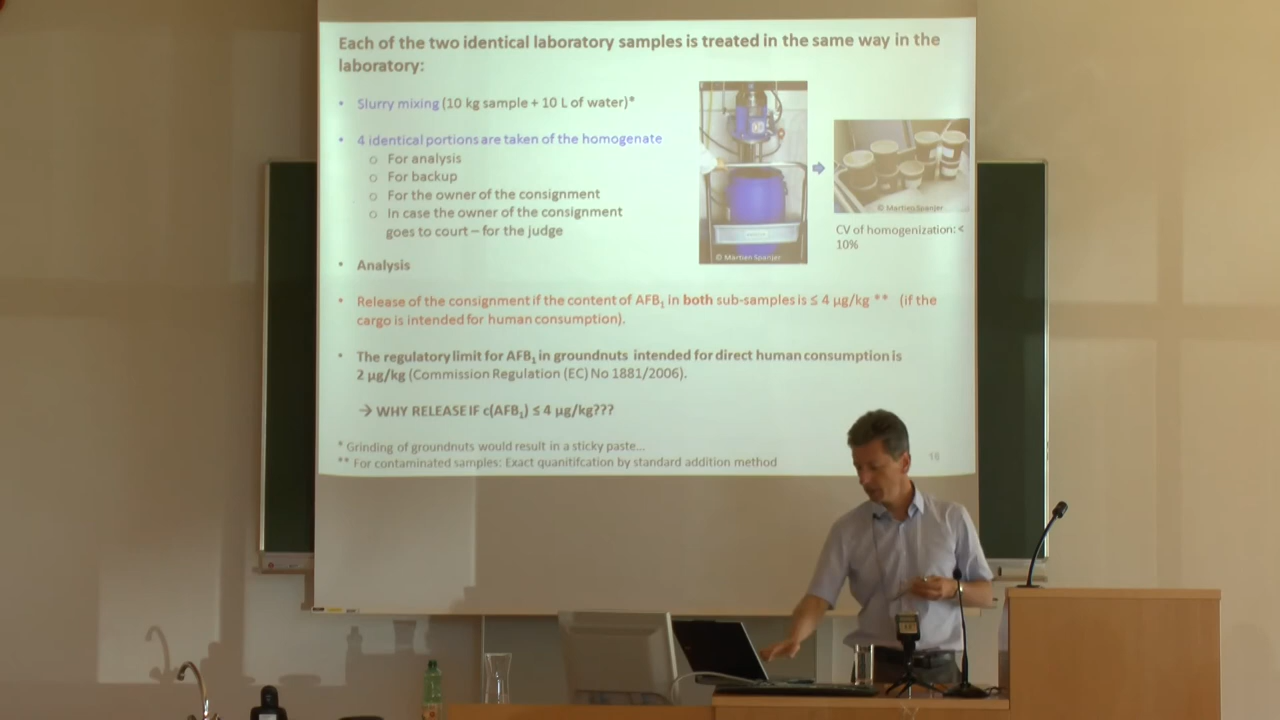 Each of the two identical laboratory samples is treated in the same way in the
laboratory:
• Slurry mixing (10 kg sample + 10 L of water)*
• 4 identical portions are taken of the homogenate
o For analysis
o For backup
o For the owner of the consignment
o In case the owner of the consignment
goes to court – for the judge
© Martien Spanjer
© Martien Spanjer
CV of homogenization: <
10%
• Analysis
• Release of the consignment if the content of AFB₁ in both sub-samples is ≤ 4 µg/kg ** (if the
cargo is intended for human consumption).
• The regulatory limit for AFB₁ in groundnuts intended for direct human consumption is
2 µg/kg (Commission Regulation (EC) No 1881/2006).
→ WHY RELEASE IF c(AFB₁) ≤ 4 µg/kg???
* Grinding of groundnuts would result in a sticky paste...
** For contaminated samples: Exact quanitifcation by standard addition method